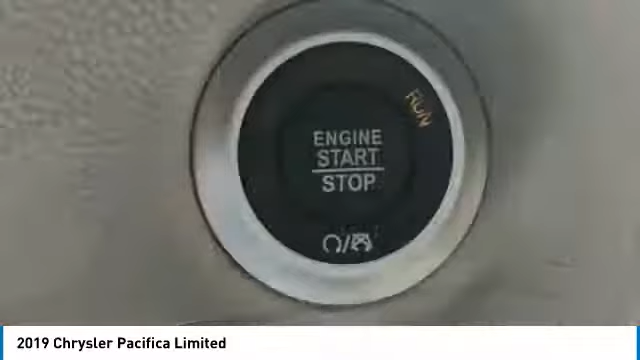 RUN
ENGINE
START
STOP
2019 Chrysler Pacifica Limited